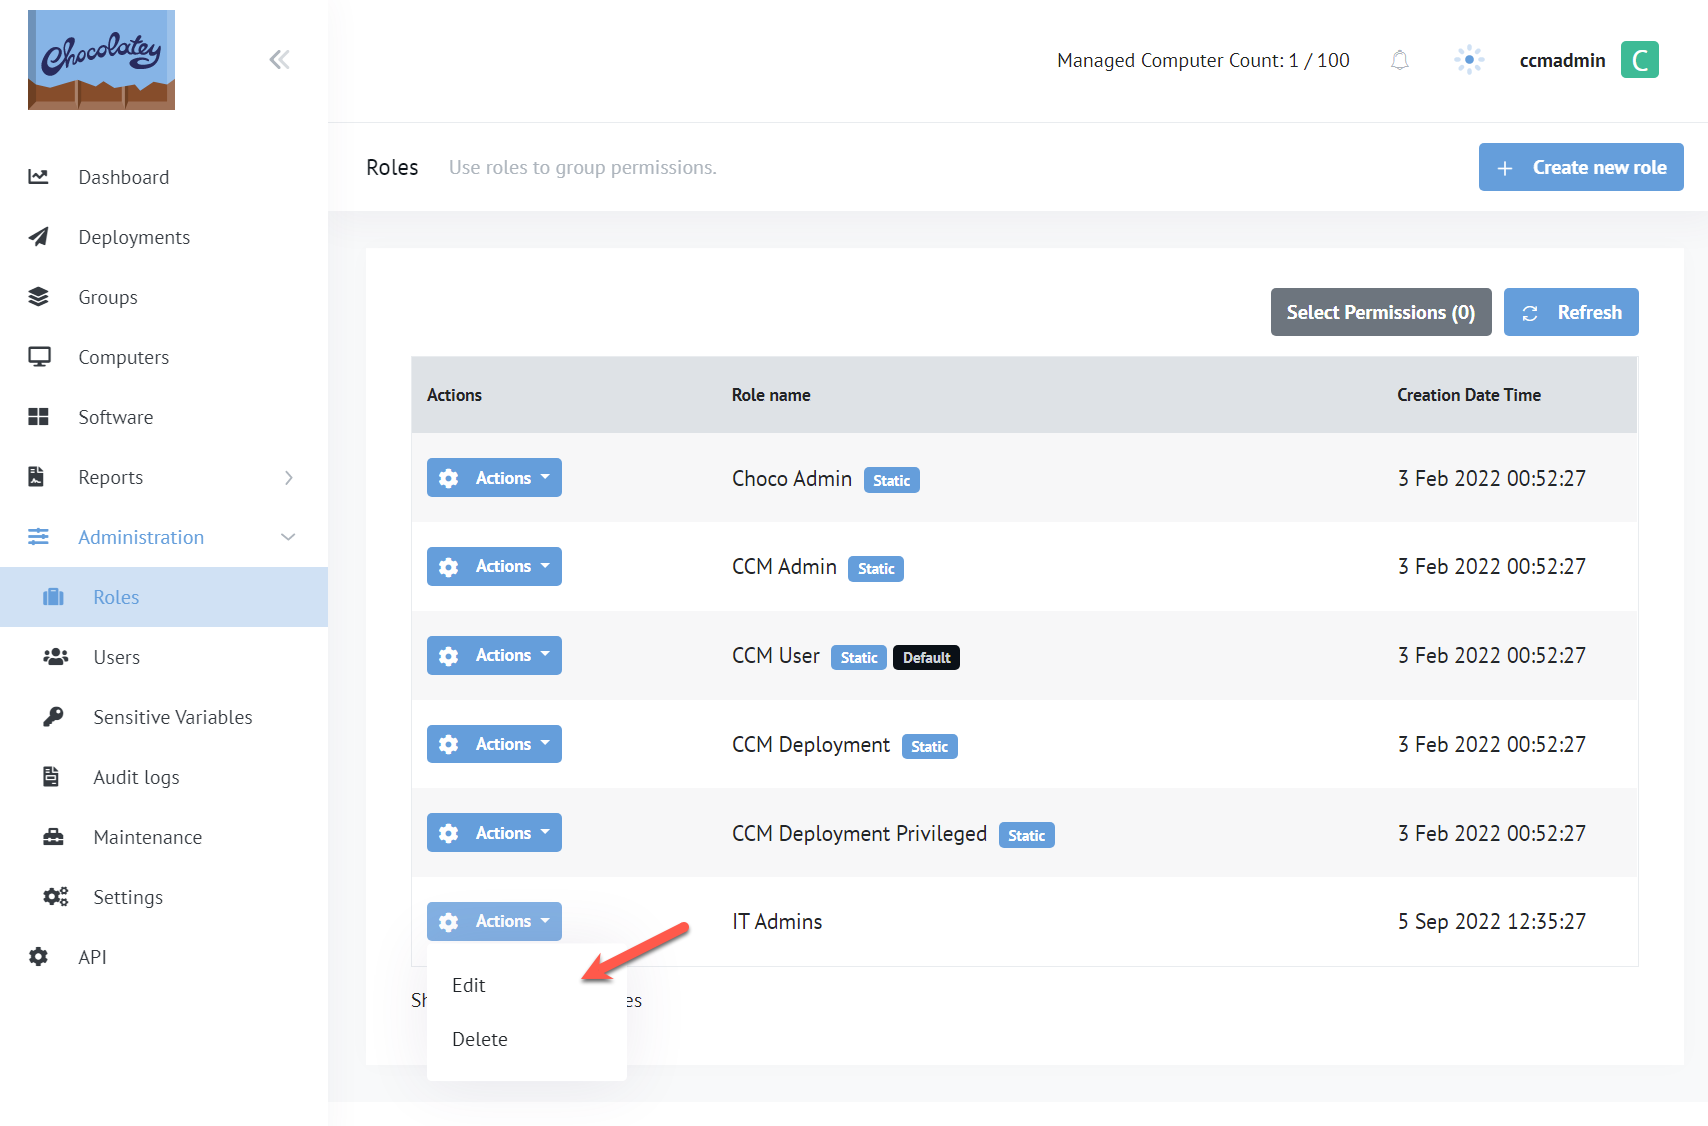 Chocolatey
Managed Computer Count: 1 / 100
ccmadmin
C
Dashboard
Deployments
Groups
Computers
Software
Reports
Administration
Roles
Users
Sensitive Variables
Audit logs
Maintenance
Settings
API
Roles Use roles to group permissions.
Create new role
Select Permissions (0)
Refresh
Actions Role name Creation Date Time
Actions Choco Admin Static 3 Feb 2022 00:52:27
Actions CCM Admin Static 3 Feb 2022 00:52:27
Actions CCM User Static Default 3 Feb 2022 00:52:27
Actions CCM Deployment Static 3 Feb 2022 00:52:27
Actions CCM Deployment Privileged Static 3 Feb 2022 00:52:27
Actions IT Admins 5 Sep 2022 12:35:27
Edit
Delete